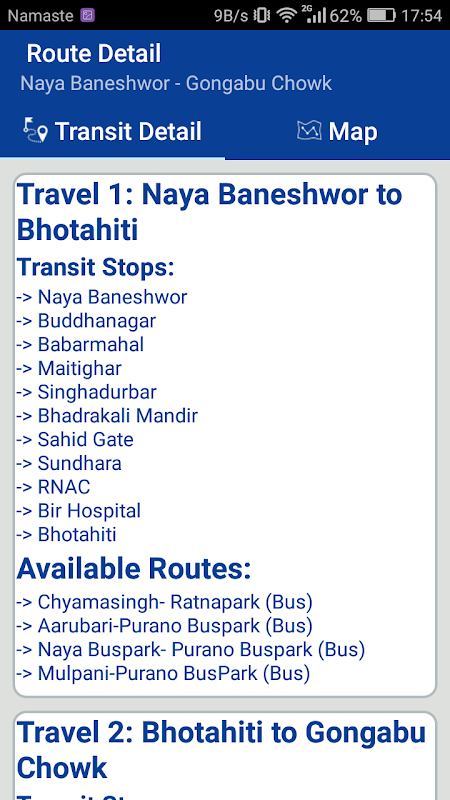 Namaste 9B/s 2G 62% 17:54
Route Detail
Naya Baneshwor - Gongabu Chowk
Transit Detail Map
Travel 1: Naya Baneshwor to
Bhotahiti
Transit Stops:
-> Naya Baneshwor
-> Buddhanagar
-> Babarmahal
-> Maitighar
-> Singhadurbar
-> Bhadrakali Mandir
-> Sahid Gate
-> Sundhara
-> RNAC
-> Bir Hospital
-> Bhotahiti
Available Routes:
-> Chyamasingh- Ratnapark (Bus)
-> Aarubari-Purano Buspark (Bus)
-> Naya Buspark- Purano Buspark (Bus)
-> Mulpani-Purano BusPark (Bus)
Travel 2: Bhotahiti to Gongabu
Chowk